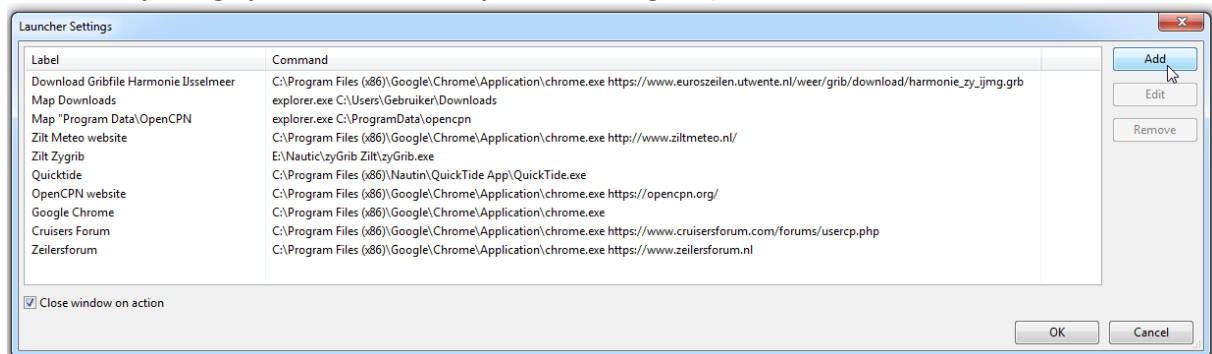 Launcher Settings
Label Command
Add
Download Gribfile Harmonie IJsselmeer C:\Program Files (x86)\Google\Chrome\Application\chrome.exe https://www.euroszeilen.utwente.nl/weer/grib/download/harmonie_zy_ijmg.grb
Map Downloads explorer.exe C:\Users\Gebruiker\Downloads
Edit
Map "Program Data\OpenCPN explorer.exe C:\ProgramData\opencpn
Zilt Meteo website C:\Program Files (x86)\Google\Chrome\Application\chrome.exe http://www.ziltmeteo.nl/
Remove
Zilt Zygrib E:\Nautic\zyGrib Zilt\zyGrib.exe
Quicktide C:\Program Files (x86)\Nautin\QuickTide App\QuickTide.exe
OpenCPN website C:\Program Files (x86)\Google\Chrome\Application\chrome.exe https://opencpn.org/
Google Chrome C:\Program Files (x86)\Google\Chrome\Application\chrome.exe
Cruisers Forum C:\Program Files (x86)\Google\Chrome\Application\chrome.exe https://www.cruisersforum.com/forums/usercp.php
Zeilersforum C:\Program Files (x86)\Google\Chrome\Application\chrome.exe https://www.zeilersforum.nl
Close window on action
OK Cancel